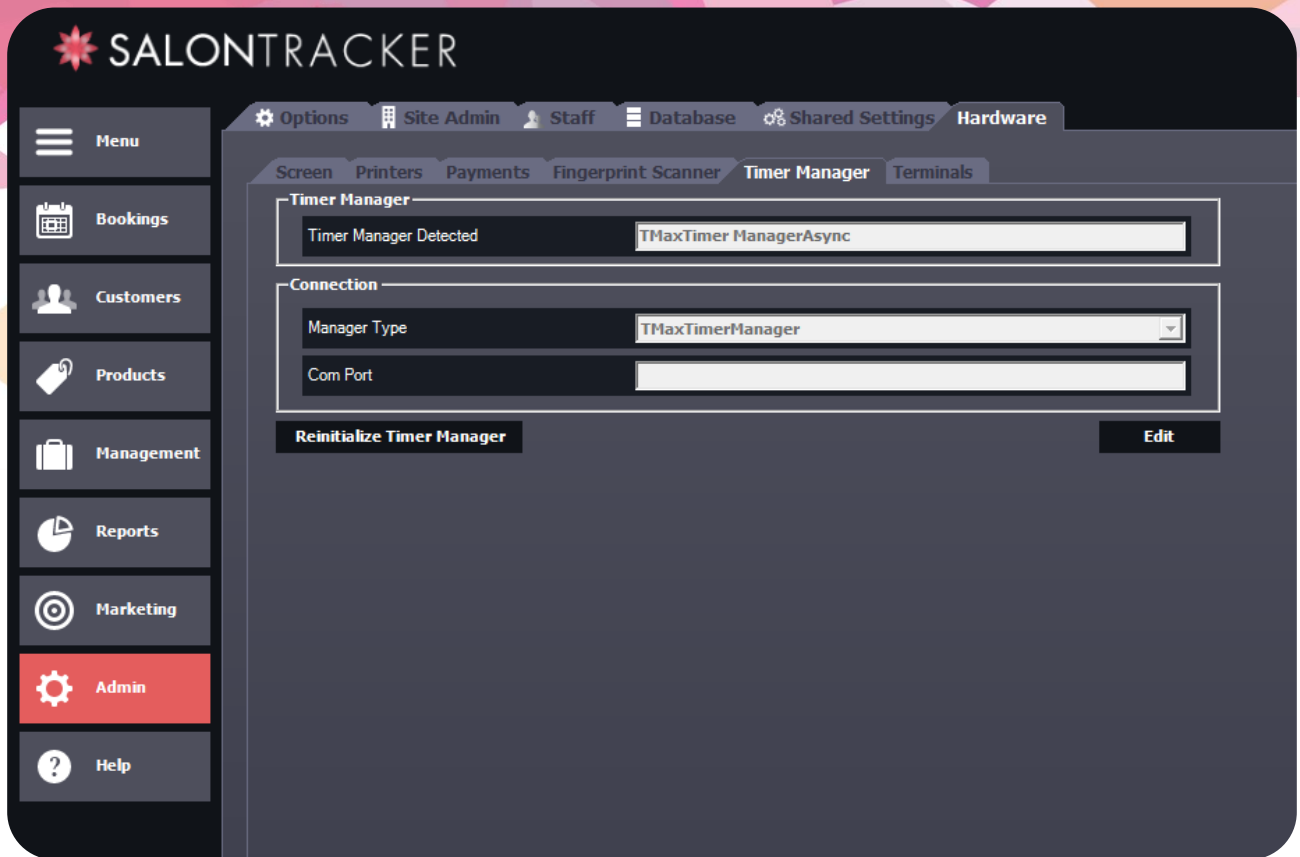 SALONTRACKER
Options Site Admin Staff Database Shared Settings Hardware
Menu
Screen Printers Payments Fingerprint Scanner Timer Manager Terminals
Timer Manager
Bookings
Timer Manager Detected TMaxTimer ManagerAsync
Connection
Customers
Manager Type TMaxTimerManager
Products
Com Port
Reinitialize Timer Manager Edit
Management
Reports
Marketing
Admin
? Help